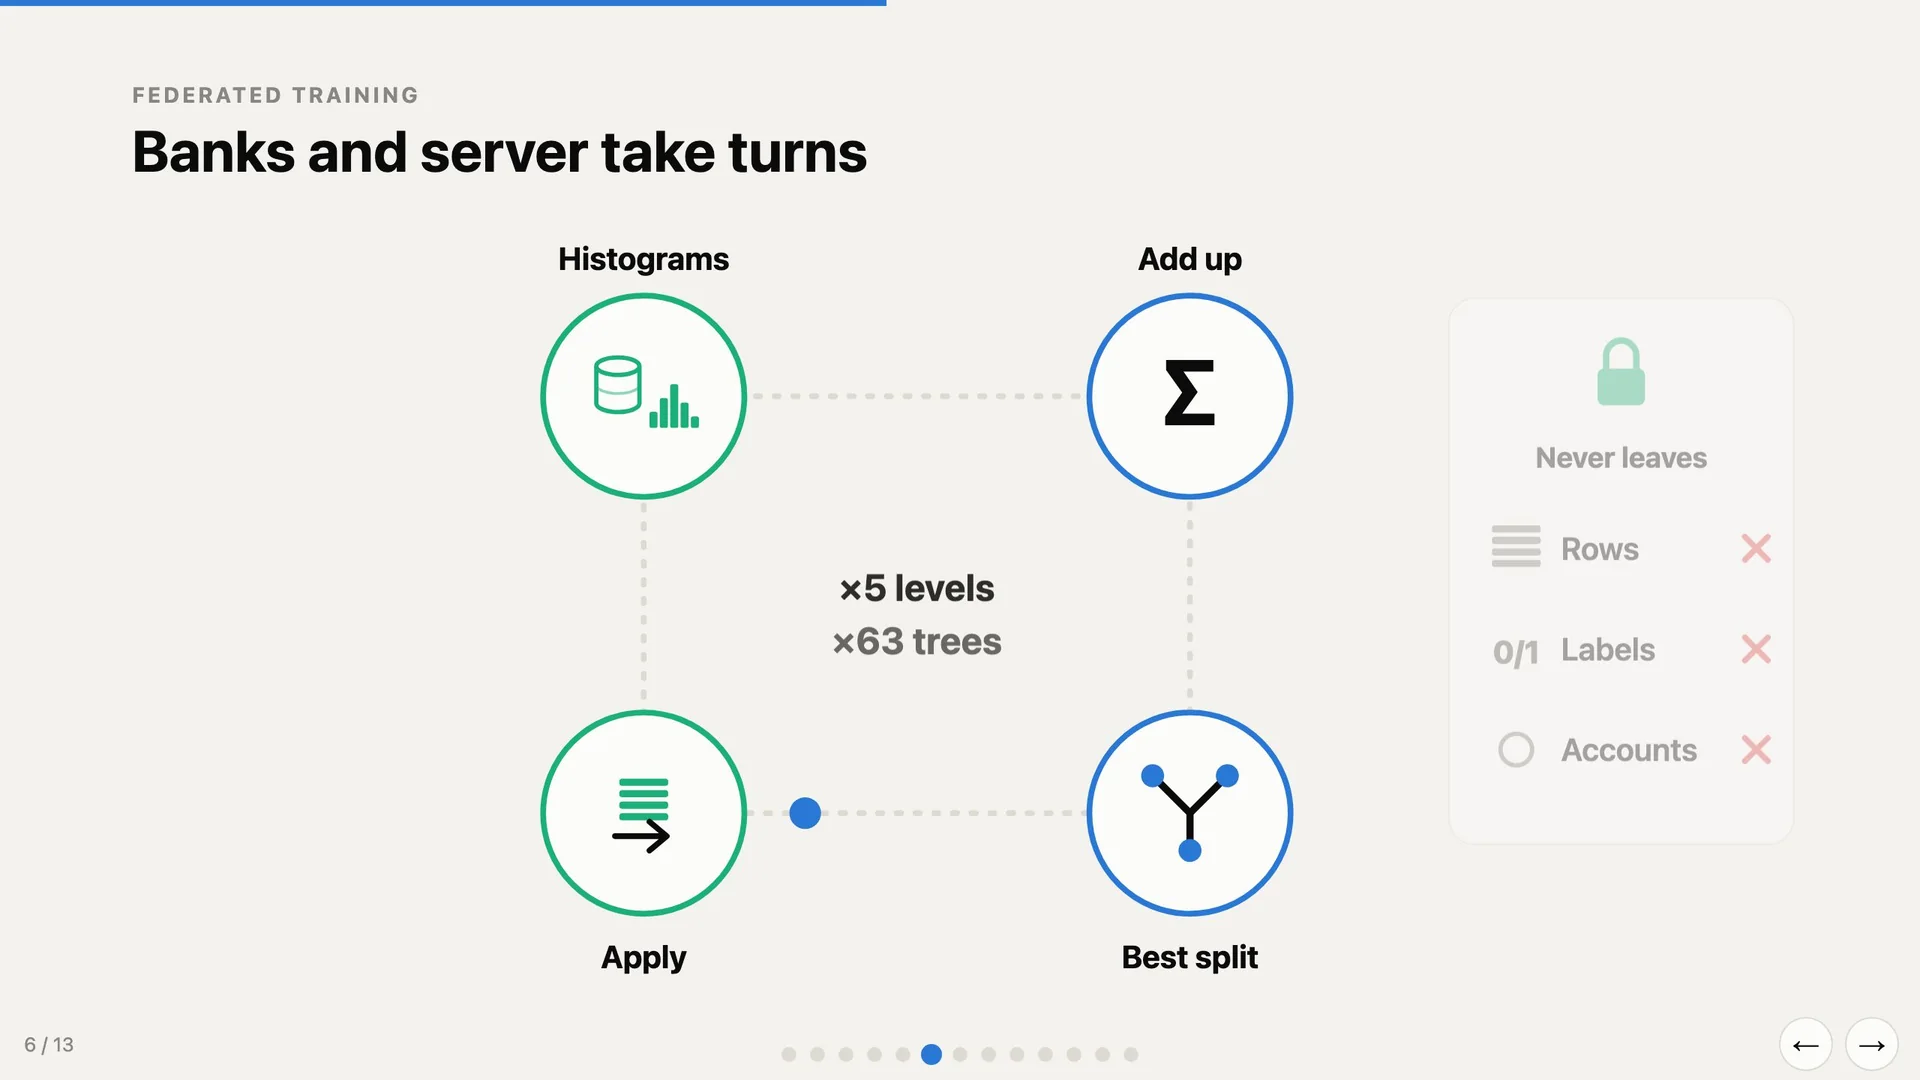 FEDERATED TRAINING
Banks and server take turns
Histograms
Add up
Σ
×5 levels
×63 trees
Apply
Best split
Never leaves
Rows
0/1 Labels
Accounts
6 / 13